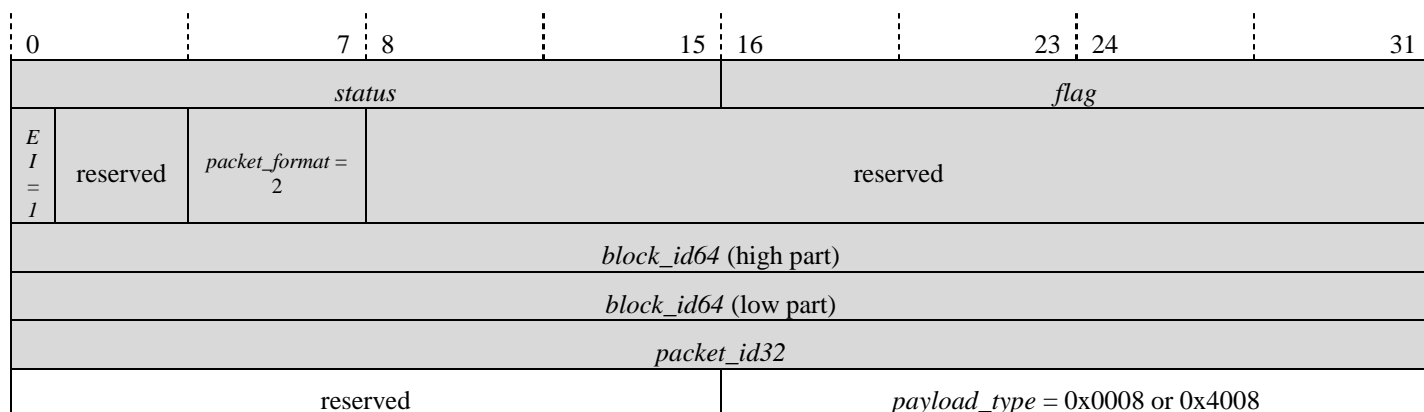 0 7 8 15 16 23 24 31
status flag
E
I
=
1
reserved
packet_format =
2
reserved
block_id64 (high part)
block_id64 (low part)
packet_id32
reserved payload_type = 0x0008 or 0x4008